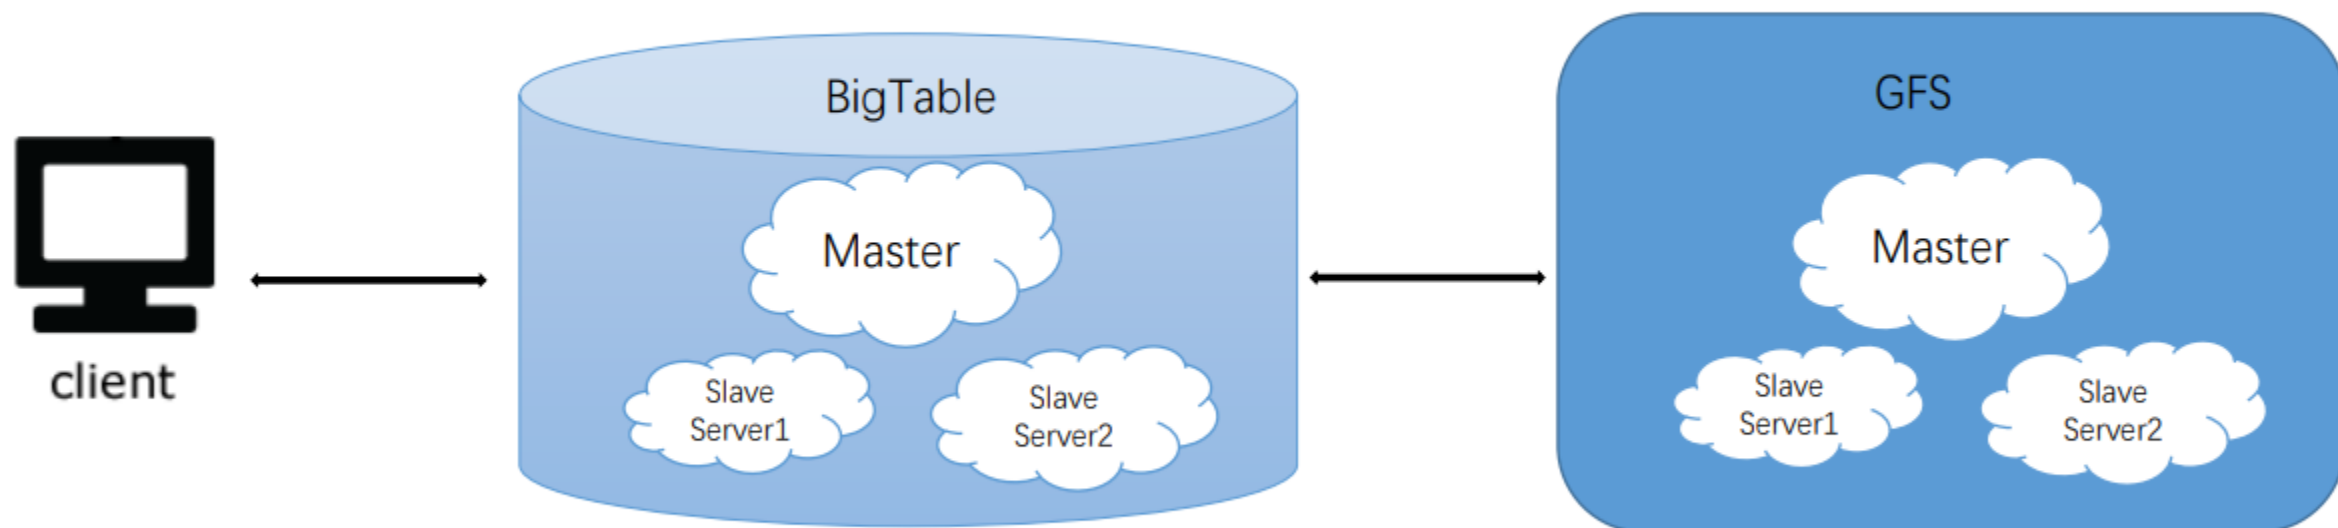 client
BigTable
Master
Slave
Server1
Slave
Server2
GFS
Master
Slave
Server1
Slave
Server2